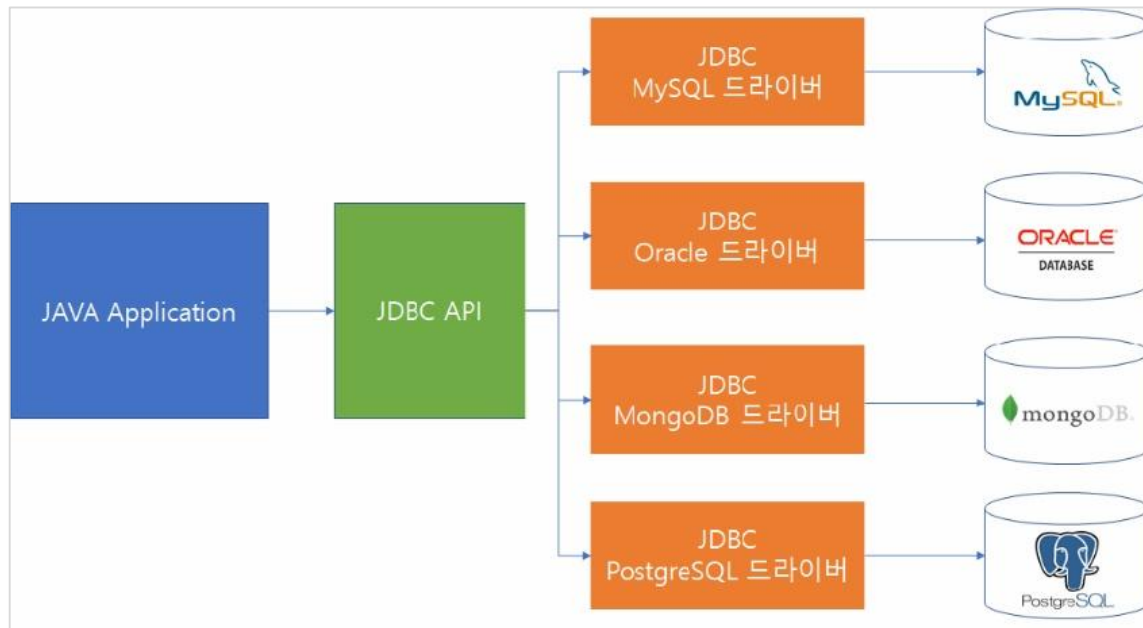 JAVA Application
JDBC API
JDBC
MySQL 드라이버
MySQL®
JDBC
Oracle 드라이버
ORACLE®
DATABASE
JDBC
MongoDB 드라이버
mongoDB
JDBC
PostgreSQL 드라이버
PostgreSQL